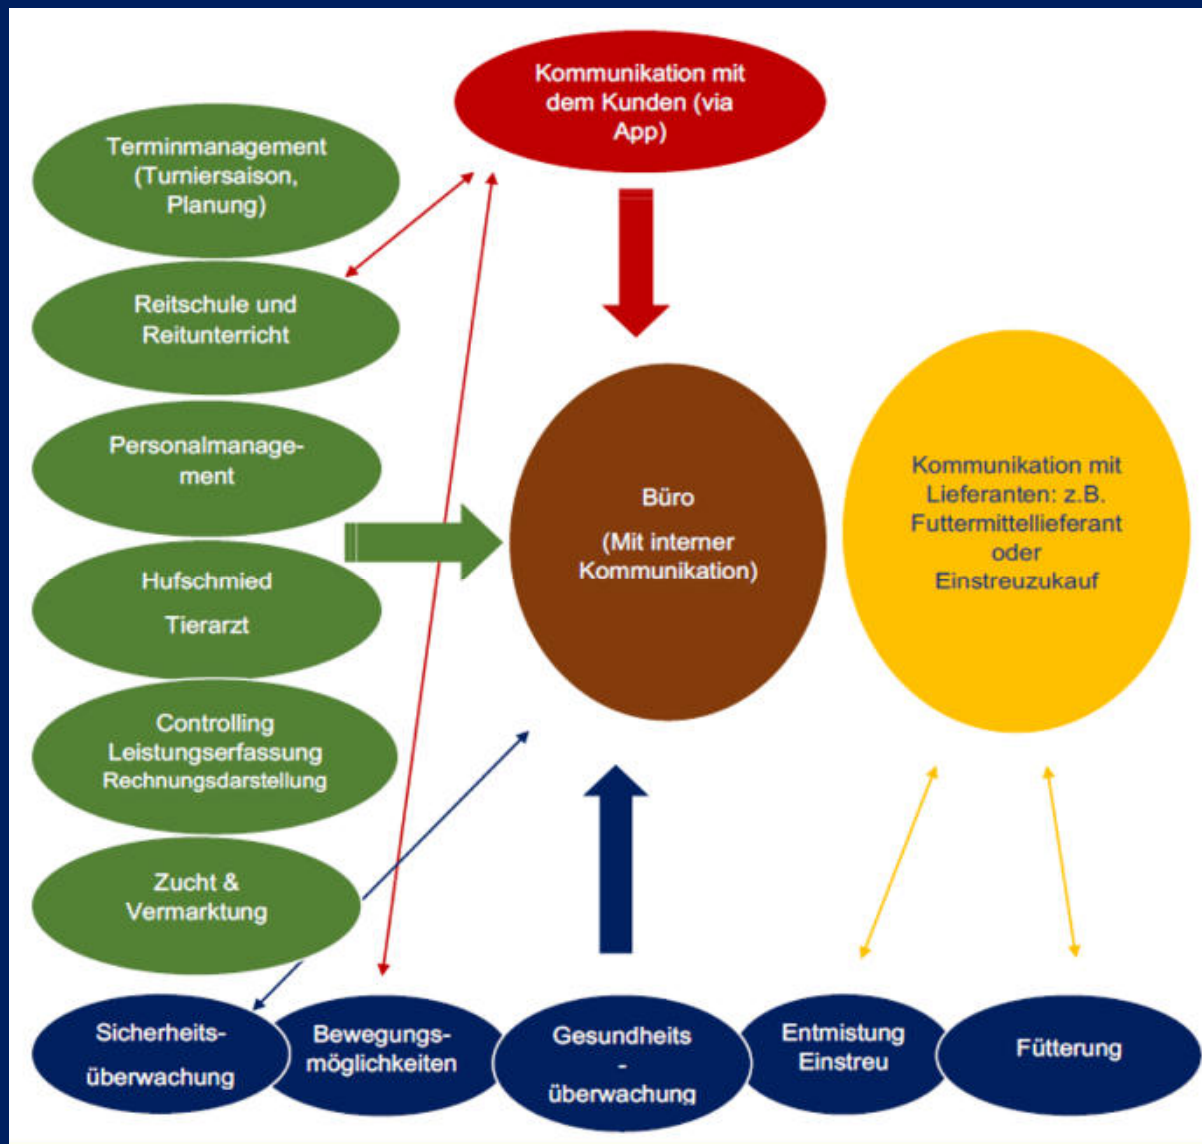 Kommunikation mit
dem Kunden (via
App)
Terminmanagement
(Turniersaison,
Planung)
Reitschule und
Reitunterricht
Personalmanage-
ment
Hufschmied
Tierarzt
Controlling
Leistungserfassung
Rechnungsdarstellung
Zucht &
Vermarktung
Büro
(Mit interner
Kommunikation)
Kommunikation mit
Lieferanten: z.B.
Futtermittellieferant
oder
Einstreuzukauf
Sicherheits-
überwachung
Bewegungs-
möglichkeiten
Gesundheits
-
überwachung
Entmistung
Einstreu
Fütterung